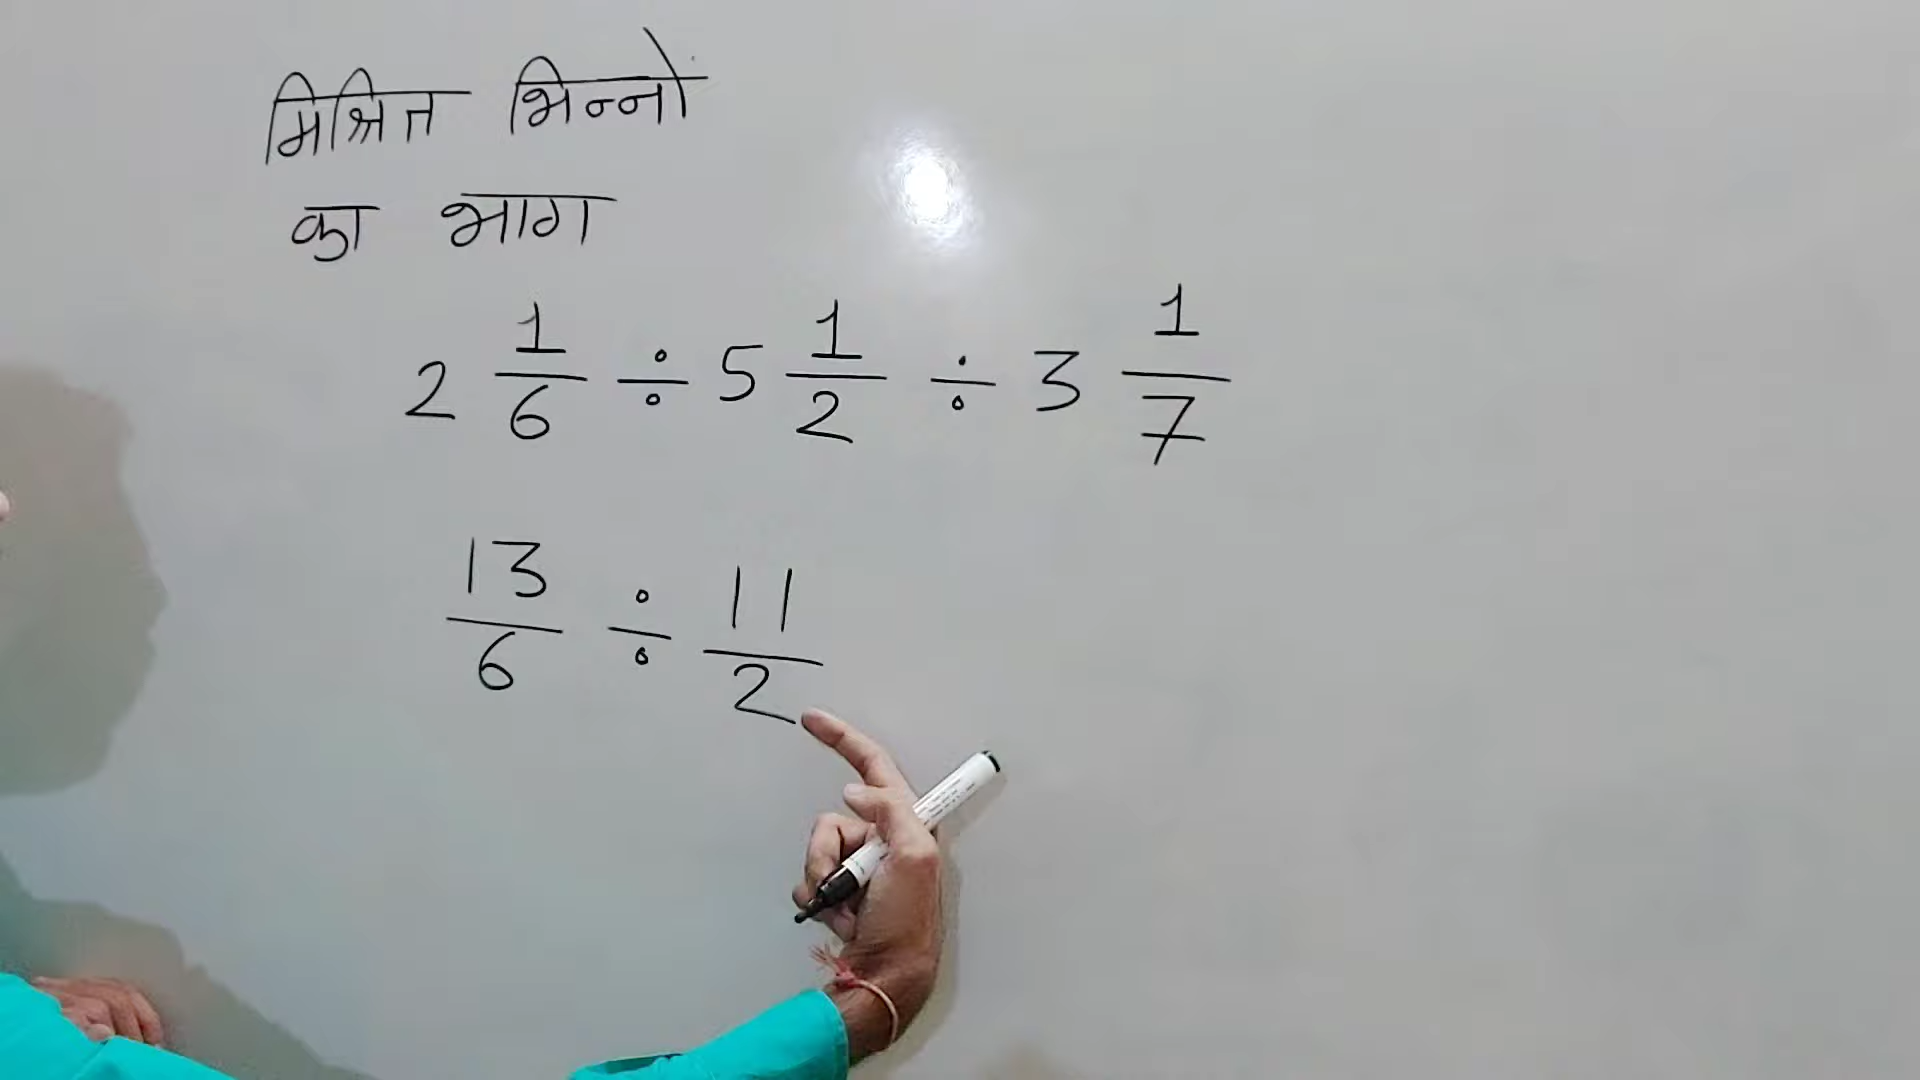 मिश्रित भिन्नों
का भाग
2 1/6 ÷ 5 1/2 ÷ 3 1/7
13/6 ÷ 11/2